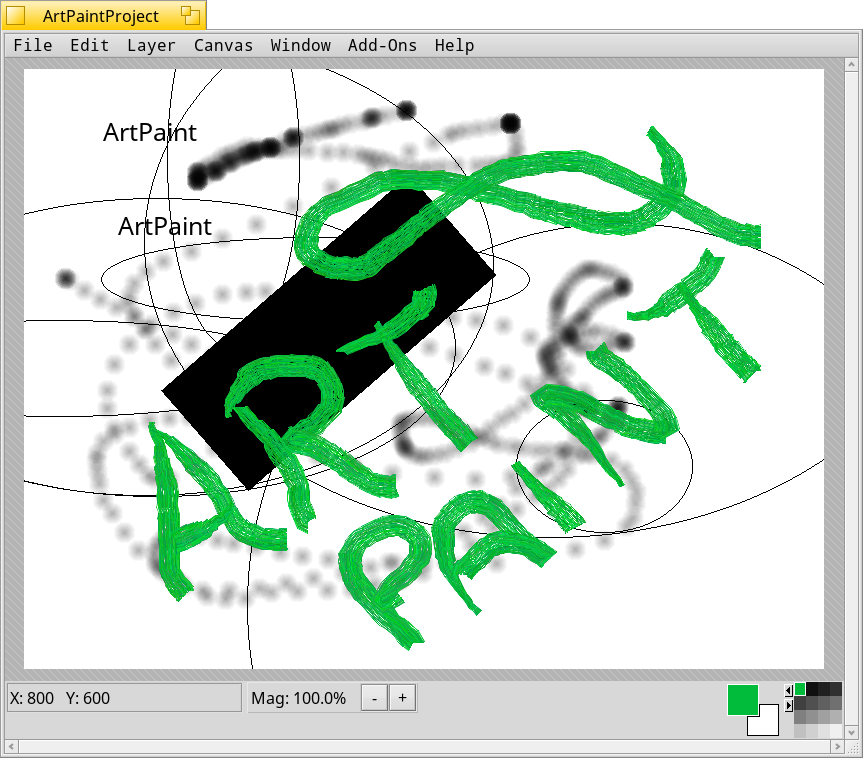 ArtPaintProject
File Edit Layer Canvas Window Add-Ons Help
ArtPaint
ArtPaint
ART
PAINT
X: 800 Y: 600
Mag: 100.0%
- +